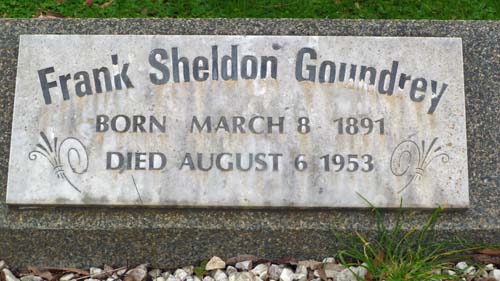 Frank Sheldon Goundrey
BORN MARCH 8 1891
DIED AUGUST 6 1953